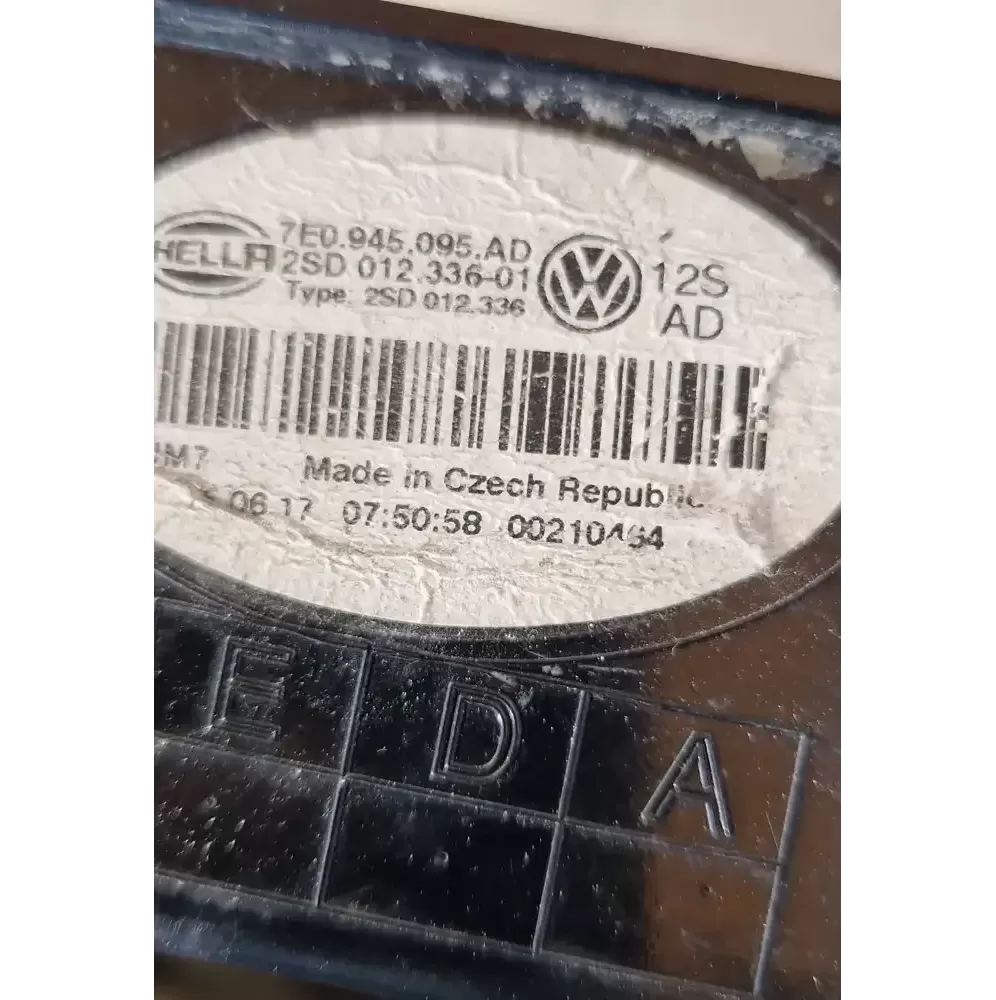 HELLA
7E0.945.095.AD
2SD 012.336-01
Type: 2SD 012.336
12S
AD
Made in Czech Republic
06.17 07:50:58
E D A